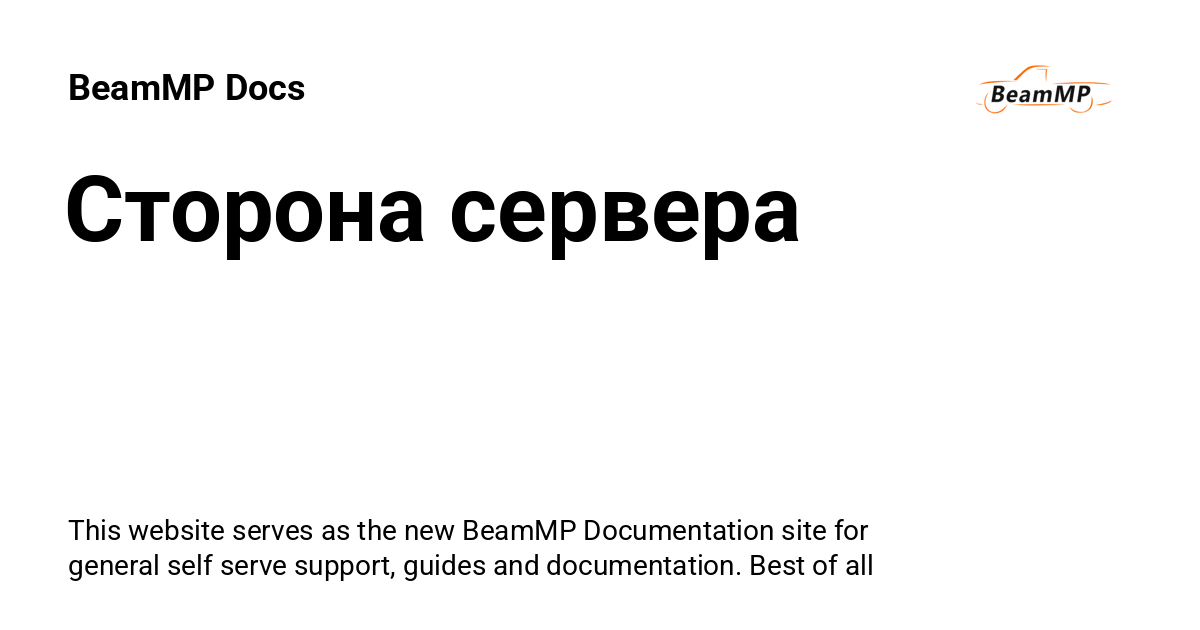 BeamMP Docs
BeamMP
Сторона сервера
This website serves as the new BeamMP Documentation site for
general self serve support, guides and documentation. Best of all